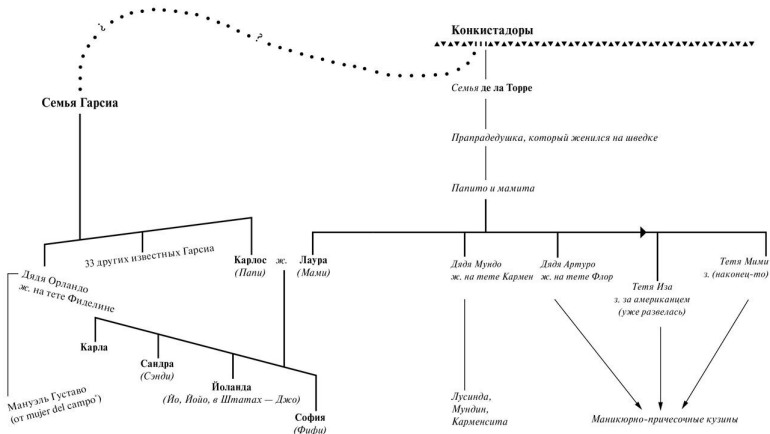 ¿
?
Конкистадоры
Семья Гарсиа
Семья де ла Торре
Прапрадедушка, который женился на шведке
Папито и мамита
Дядя Орландо
ж. на тете Фиделине
33 других известных Гарсиа
Карлос
(Папи)
ж.
Лаура
(Мами)
Дядя Мундо
ж. на тете Кармен
Дядя Артуро
ж. на тете Флор
Тетя Иза
з. за американцем
(уже развелась)
Тетя Мими
з. (наконец-то)
Карла
Сандра
(Сэнди)
Йоланда
(Йо, Йойо, в Штатах — Джо)
София
(Фифи)
Мануэль Густаво
(от mujer del campo*)
Лусинда,
Мундин,
Карменсита
Маникюрно-причесочные кузины